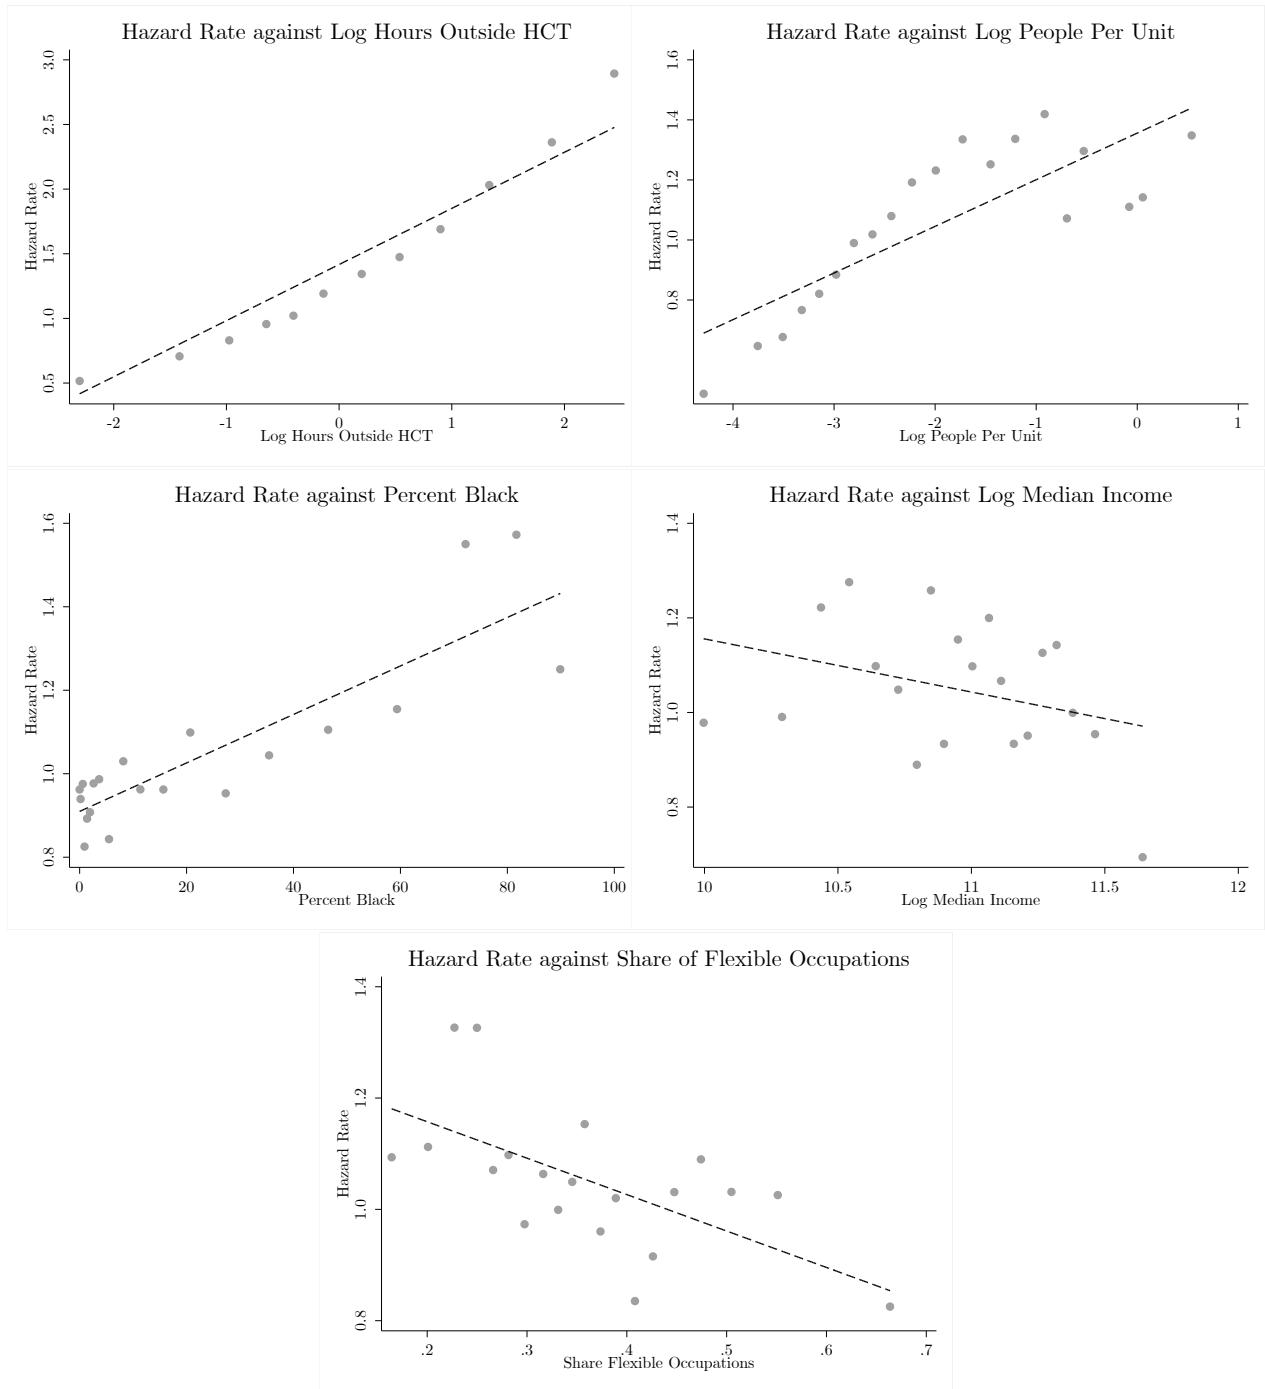 Hazard Rate against Log Hours Outside HCT
Hazard Rate
3.0
2.5
2.0
1.5
1.0
0.5
-2 -1 0 1 2
Log Hours Outside HCT
Hazard Rate against Log People Per Unit
Hazard Rate
1.6
1.4
1.2
1.0
0.8
-4 -3 -2 -1 0 1
Log People Per Unit
Hazard Rate against Percent Black
Hazard Rate
1.6
1.4
1.2
1.0
0.8
0 20 40 60 80 100
Percent Black
Hazard Rate against Log Median Income
Hazard Rate
1.4
1.2
1.0
0.8
10 10.5 11 11.5 12
Log Median Income
Hazard Rate against Share of Flexible Occupations
Hazard Rate
1.4
1.2
1.0
0.8
.2 .3 .4 .5 .6 .7
Share Flexible Occupations